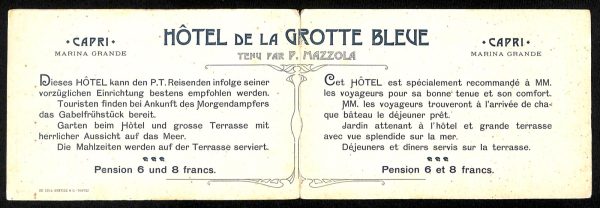 • CAPRI •
MARINA GRANDE
HÔTEL DE LA GROTTE BLEUE
TENU PAR P. MAZZOLA
• CAPRI •
MARINA GRANDE
Dieses HÔTEL kann den P.T. Reisenden infolge seiner
vorzüglichen Einrichtung bestens empfohlen werden.
Touristen finden bei Ankunft des Morgendampfers
das Gabelfrühstück bereit.
Garten beim Hôtel und grosse Terrasse mit
herrlicher Aussicht auf das Meer.
Die Mahlzeiten werden auf der Terrasse serviert.
Pension 6 und 8 francs.
Cet HÔTEL est spécialement recommandé à MM.
les voyageurs pour sa bonne tenue et son confort.
MM. les voyageurs trouveront à l'arrivée de cha-
que bâteau le déjeuner prêt.
Jardin attenant à l'hôtel et grande terrasse
avec vue splendide sur la mer.
Déjeuners et dîners servis sur la terrasse.
Pension 6 et 8 francs.